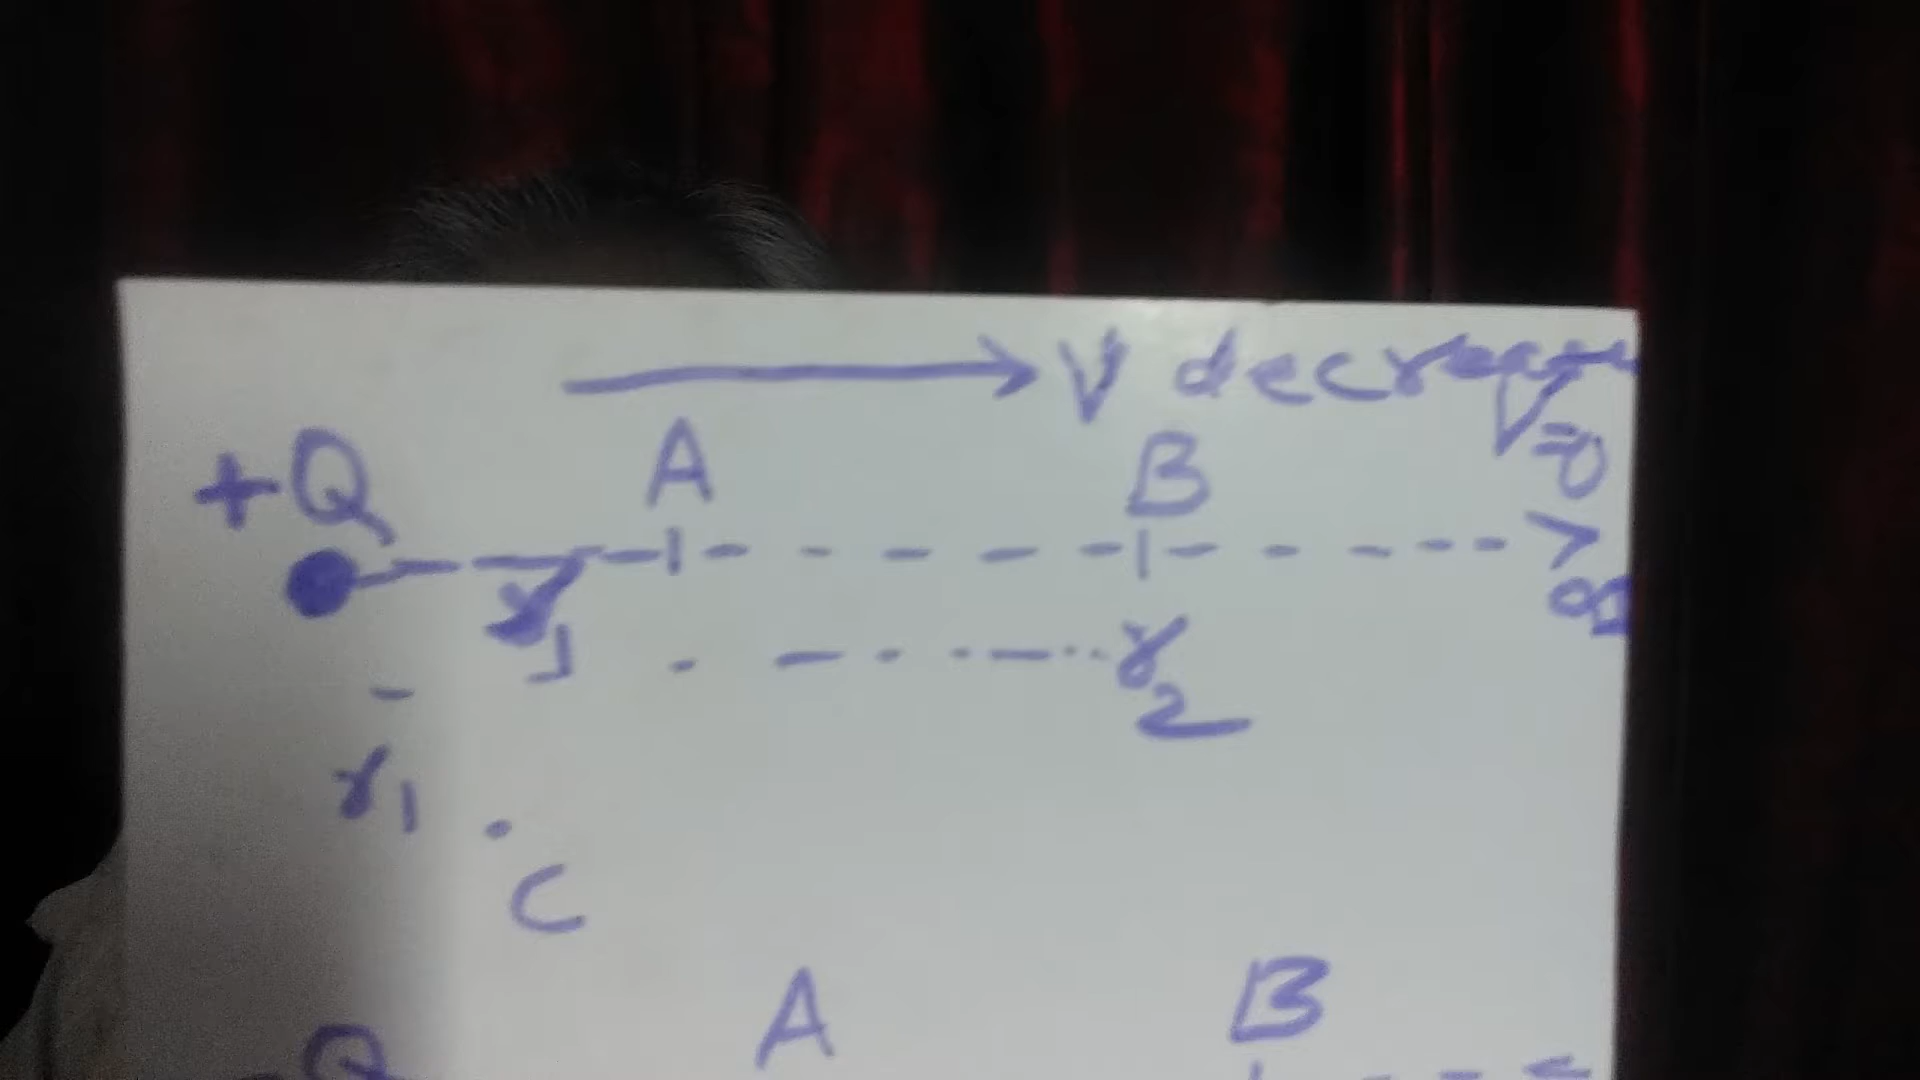 V decrease
V=0
+Q A B
∞
r1 r2
r1
C
A B
Q